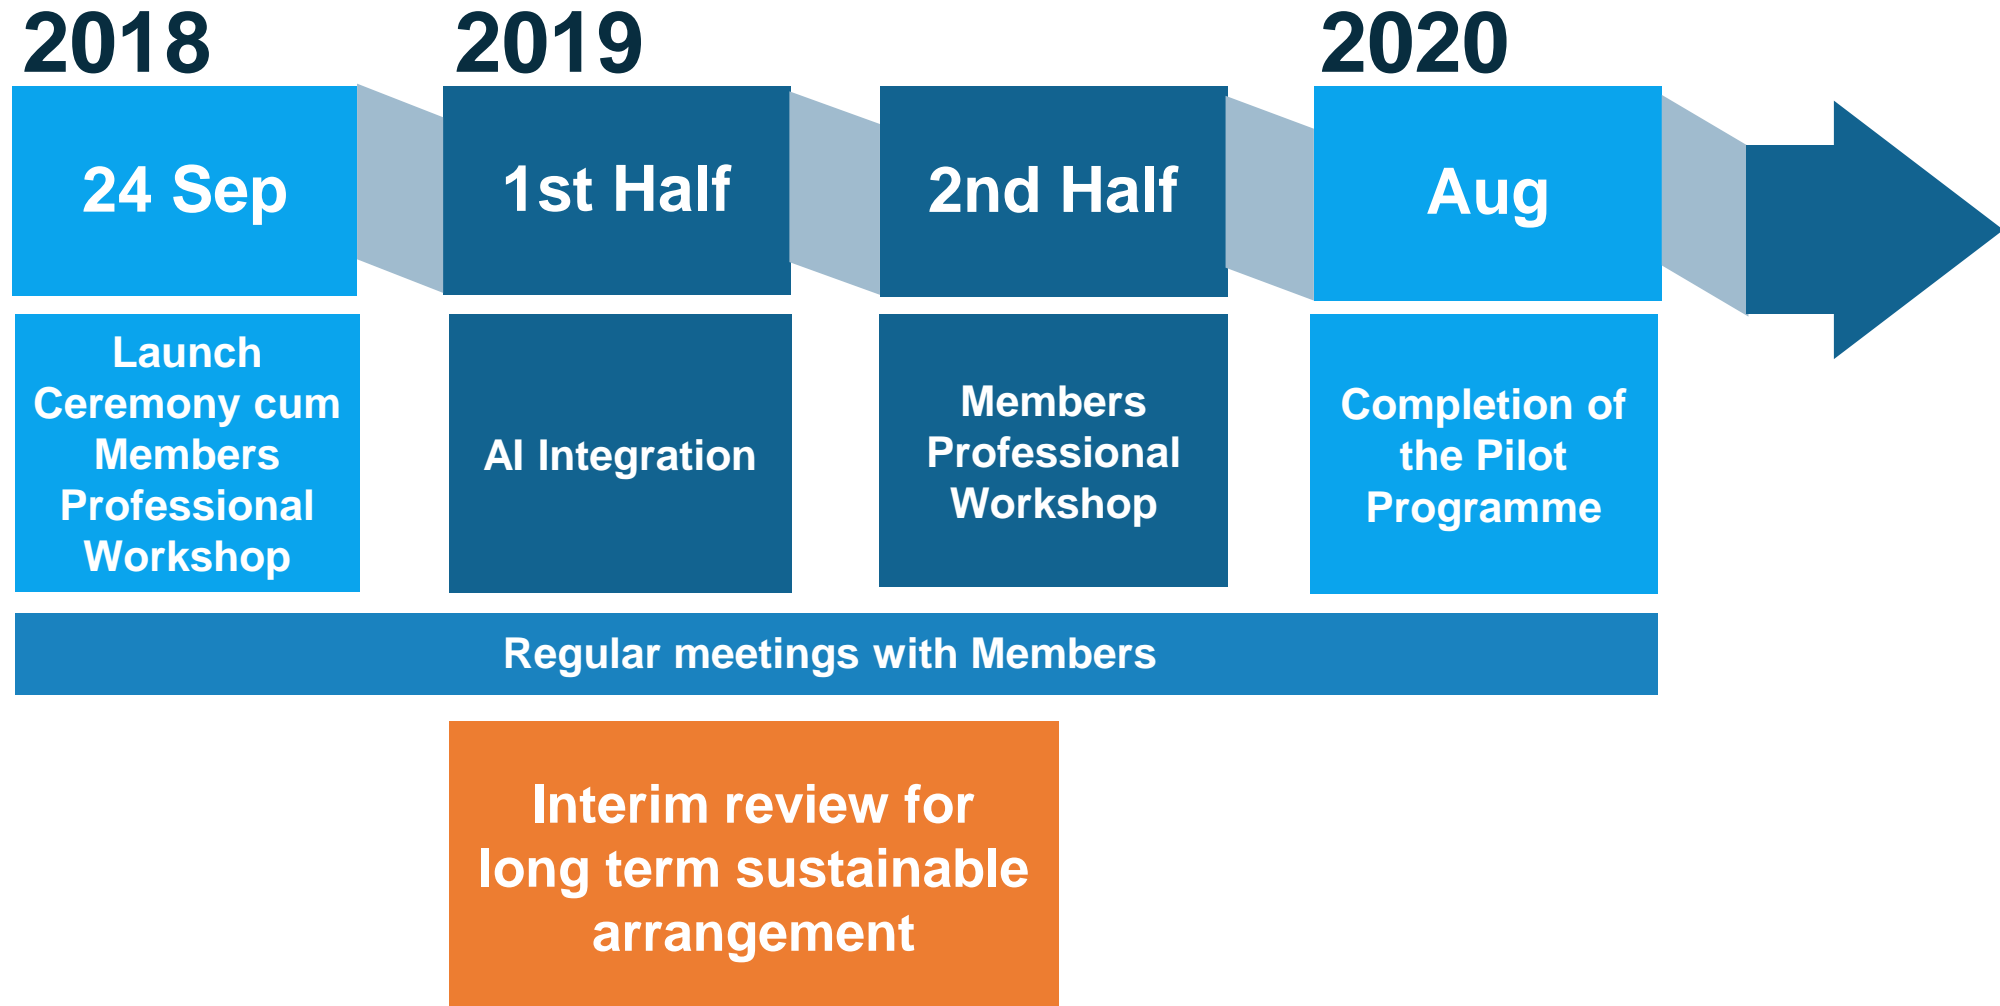 2018
2019
2020
24 Sep
1st Half
2nd Half
Aug
Launch
Ceremony cum
Members
Professional
Workshop
AI Integration
Members
Professional
Workshop
Completion of
the Pilot
Programme
Regular meetings with Members
Interim review for
long term sustainable
arrangement